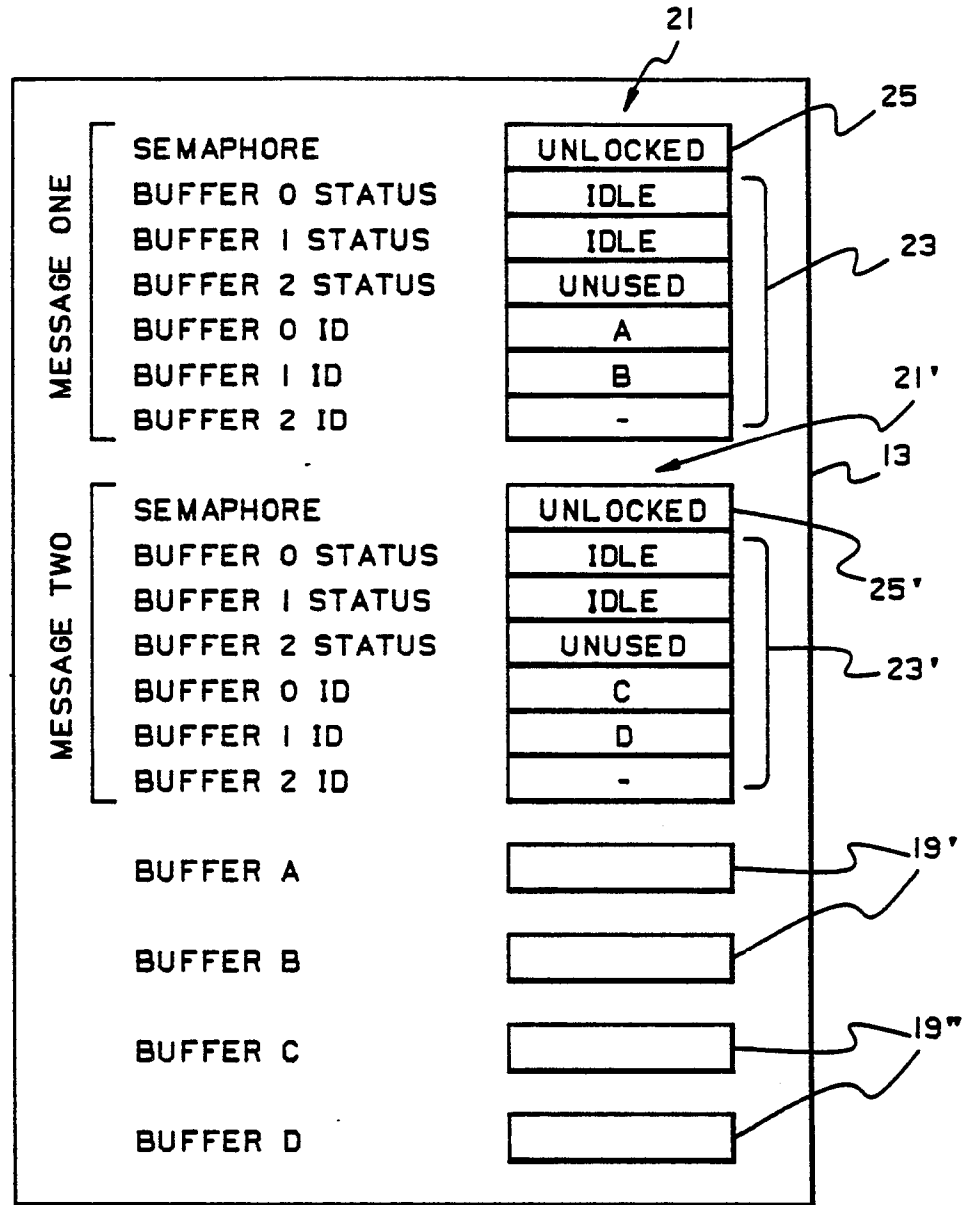 21
25
MESSAGE ONE
SEMAPHORE UNLOCKED
BUFFER 0 STATUS IDLE
BUFFER 1 STATUS IDLE
BUFFER 2 STATUS UNUSED
23
BUFFER 0 ID A
BUFFER 1 ID B
BUFFER 2 ID -
21'
13
MESSAGE TWO
SEMAPHORE UNLOCKED
BUFFER 0 STATUS IDLE
BUFFER 1 STATUS IDLE
25'
BUFFER 2 STATUS UNUSED
23'
BUFFER 0 ID C
BUFFER 1 ID D
BUFFER 2 ID -
BUFFER A
19'
BUFFER B
BUFFER C
19"
BUFFER D